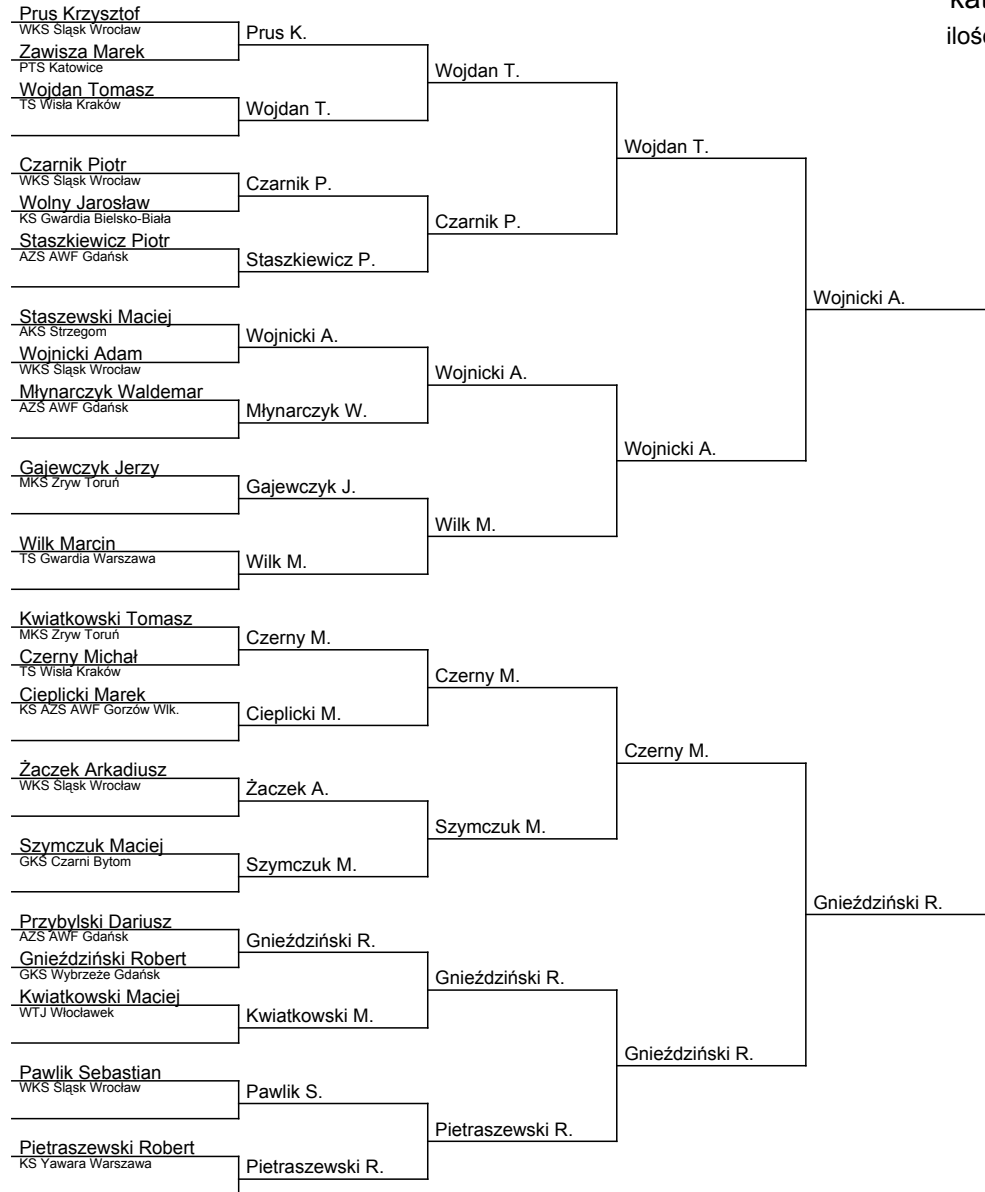 Prus Krzysztof
WKS Śląsk Wrocław
Zawisza Marek
PTS Katowice
Wojdan Tomasz
TS Wisła Kraków
Czarnik Piotr
WKS Śląsk Wrocław
Wolny Jarosław
KS Gwardia Bielsko-Biała
Staszkiewicz Piotr
AZS AWF Gdańsk
Staszewski Maciej
AKS Strzegom
Wojnicki Adam
WKS Śląsk Wrocław
Młynarczyk Waldemar
AZS AWF Gdańsk
Gajewczyk Jerzy
MKS Zryw Toruń
Wilk Marcin
TS Gwardia Warszawa
Kwiatkowski Tomasz
MKS Zryw Toruń
Czerny Michał
TS Wisła Kraków
Cieplicki Marek
KS AZS AWF Gorzów Wlk.
Żaczek Arkadiusz
WKS Śląsk Wrocław
Szymczuk Maciej
GKS Czarni Bytom
Przybylski Dariusz
AZS AWF Gdańsk
Gnieździński Robert
GKS Wybrzeże Gdańsk
Kwiatkowski Maciej
WTJ Włocławek
Pawlik Sebastian
WKS Śląsk Wrocław
Pietraszewski Robert
KS Yawara Warszawa
Prus K.
Wojdan T.
Czarnik P.
Staszkiewicz P.
Wojnicki A.
Młynarczyk W.
Gajewczyk J.
Wilk M.
Czerny M.
Cieplicki M.
Żaczek A.
Szymczuk M.
Gnieździński R.
Kwiatkowski M.
Pawlik S.
Pietraszewski R.
Wojdan T.
Czarnik P.
Wojnicki A.
Wilk M.
Czerny M.
Szymczuk M.
Gnieździński R.
Pietraszewski R.
Wojdan T.
Wojnicki A.
Czerny M.
Gnieździński R.
Wojnicki A.
Gnieździński R.